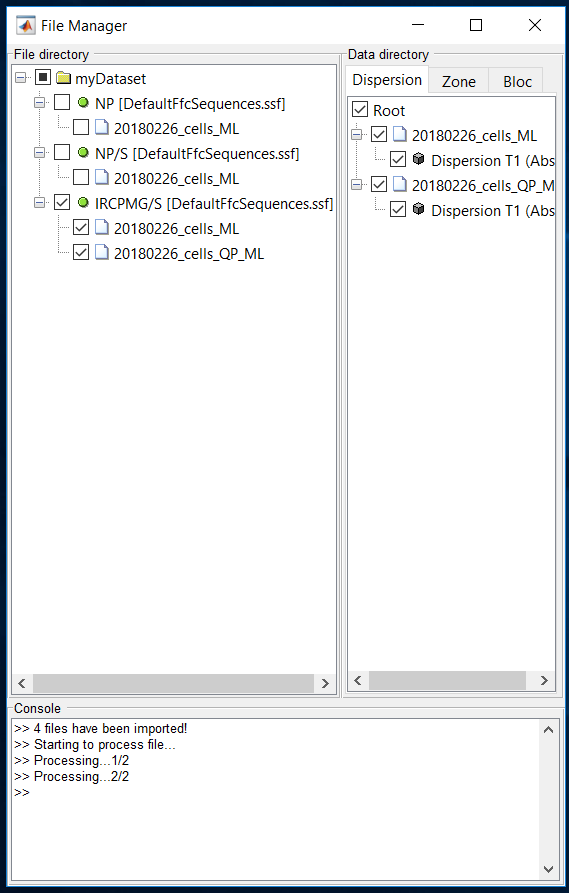 File Manager
File directory
myDataset
NP [DefaultFfcSequences.ssf]
20180226_cells_ML
NP/S [DefaultFfcSequences.ssf]
20180226_cells_ML
IRCPMG/S [DefaultFfcSequences.ssf]
20180226_cells_ML
20180226_cells_QP_ML
Data directory
Dispersion Zone Bloc
Root
20180226_cells_ML
Dispersion T1 (Abs
20180226_cells_QP_M
Dispersion T1 (Abs
Console
>> 4 files have been imported!
>> Starting to process file...
>> Processing...1/2
>> Processing...2/2
>>